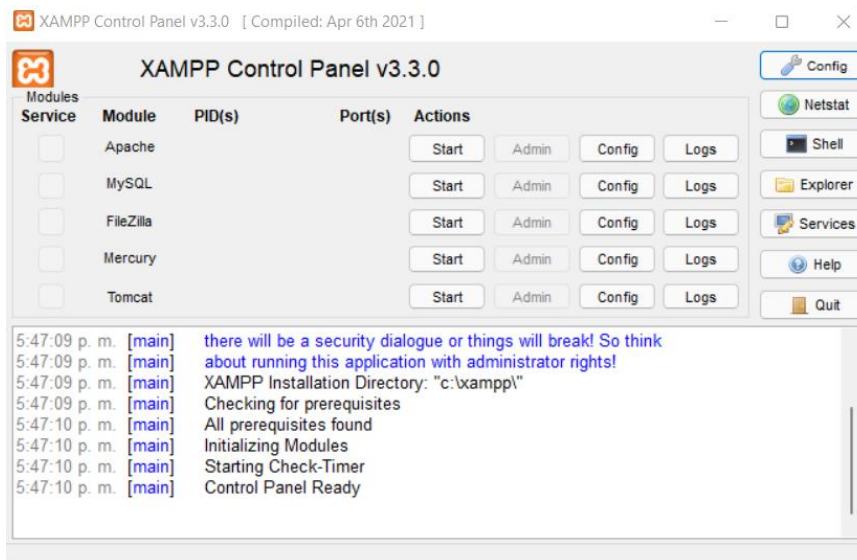 XAMPP Control Panel v3.3.0 [ Compiled: Apr 6th 2021 ]
XAMPP Control Panel v3.3.0
Config
Modules
Service Module PID(s) Port(s) Actions
Netstat
Apache Start Admin Config Logs
Shell
MySQL Start Admin Config Logs
Explorer
FileZilla Start Admin Config Logs
Services
Mercury Start Admin Config Logs
Help
Tomcat Start Admin Config Logs
Quit
5:47:09 p. m. [main] there will be a security dialogue or things will break! So think
5:47:09 p. m. [main] about running this application with administrator rights!
5:47:09 p. m. [main] XAMPP Installation Directory: "c:\xampp\"
5:47:09 p. m. [main] Checking for prerequisites
5:47:10 p. m. [main] All prerequisites found
5:47:10 p. m. [main] Initializing Modules
5:47:10 p. m. [main] Starting Check-Timer
5:47:10 p. m. [main] Control Panel Ready